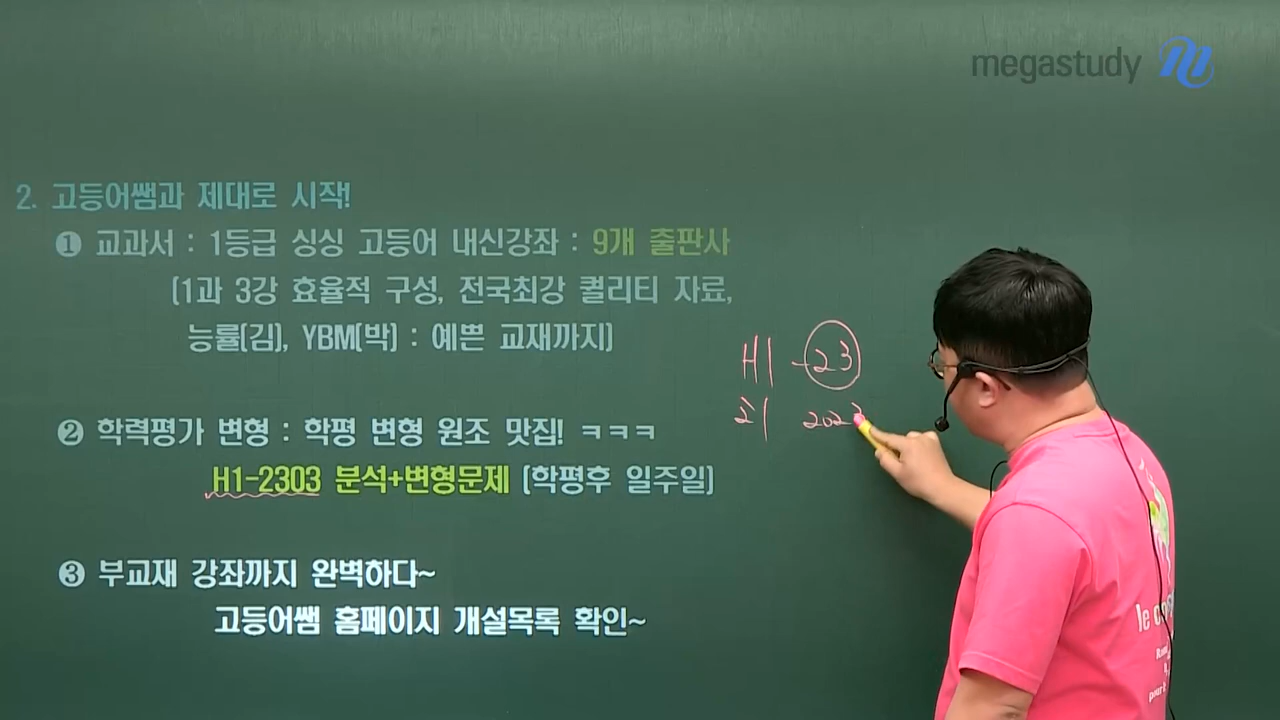 megastudy
2. 고등어쌤과 제대로 시작!
❶ 교과서 : 1등급 싱싱 고등어 내신강좌 : 9개 출판사
(1과 3강 효율적 구성, 전국최강 퀄리티 자료,
능률(김), YBM(박) : 예쁜 교재까지)
H1 - 23
고1 202
❷ 학력평가 변형 : 학평 변형 원조 맛집! ㅋㅋㅋ
H1-2303 분석+변형문제 (학평후 일주일)
❸ 부교재 강좌까지 완벽하다~
고등어쌤 홈페이지 개설목록 확인~
le